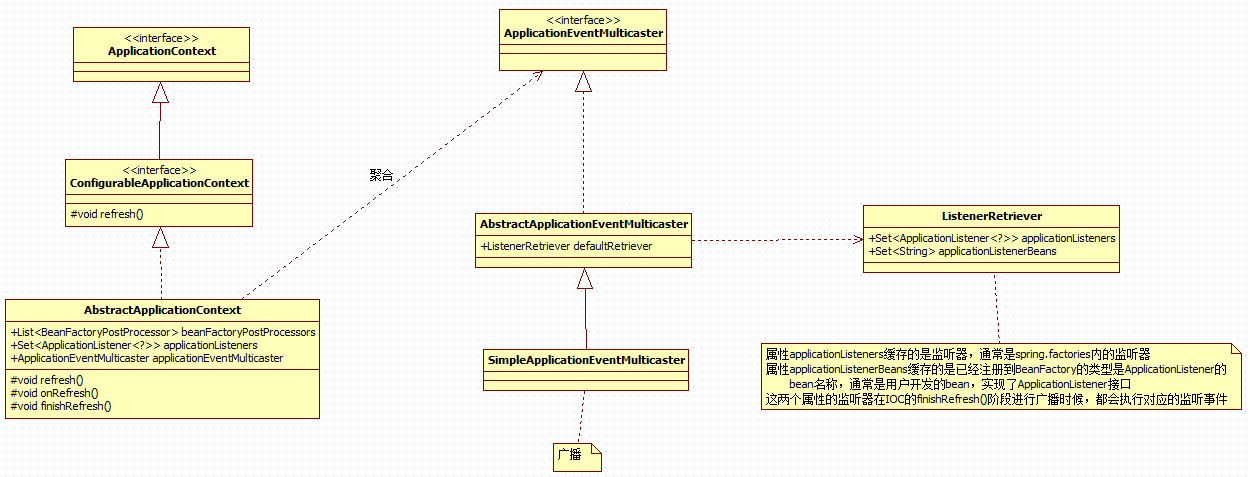 <<interface>>
ApplicationContext
<<interface>>
ApplicationEventMulticaster
聚合
<<interface>>
ConfigurableApplicationContext
#void refresh()
AbstractApplicationEventMulticaster
+ListenerRetriever defaultRetriever
ListenerRetriever
+Set<ApplicationListener<?>> applicationListeners
+Set<String> applicationListenerBeans
AbstractApplicationContext
+List<BeanFactoryPostProcessor> beanFactoryPostProcessors
+Set<ApplicationListener<?>> applicationListeners
+ApplicationEventMulticaster applicationEventMulticaster
#void refresh()
#void onRefresh()
#void finishRefresh()
SimpleApplicationEventMulticaster
属性applicationListeners缓存的是监听器，通常是spring.factories内的监听器
属性applicationListenerBeans缓存的是已经注册到BeanFactory的类型是ApplicationListener的
bean名称，通常是用户开发的bean，实现了ApplicationListener接口
这两个属性的监听器在IOC的finishRefresh()阶段进行广播时候，都会执行对应的监听事件
广播